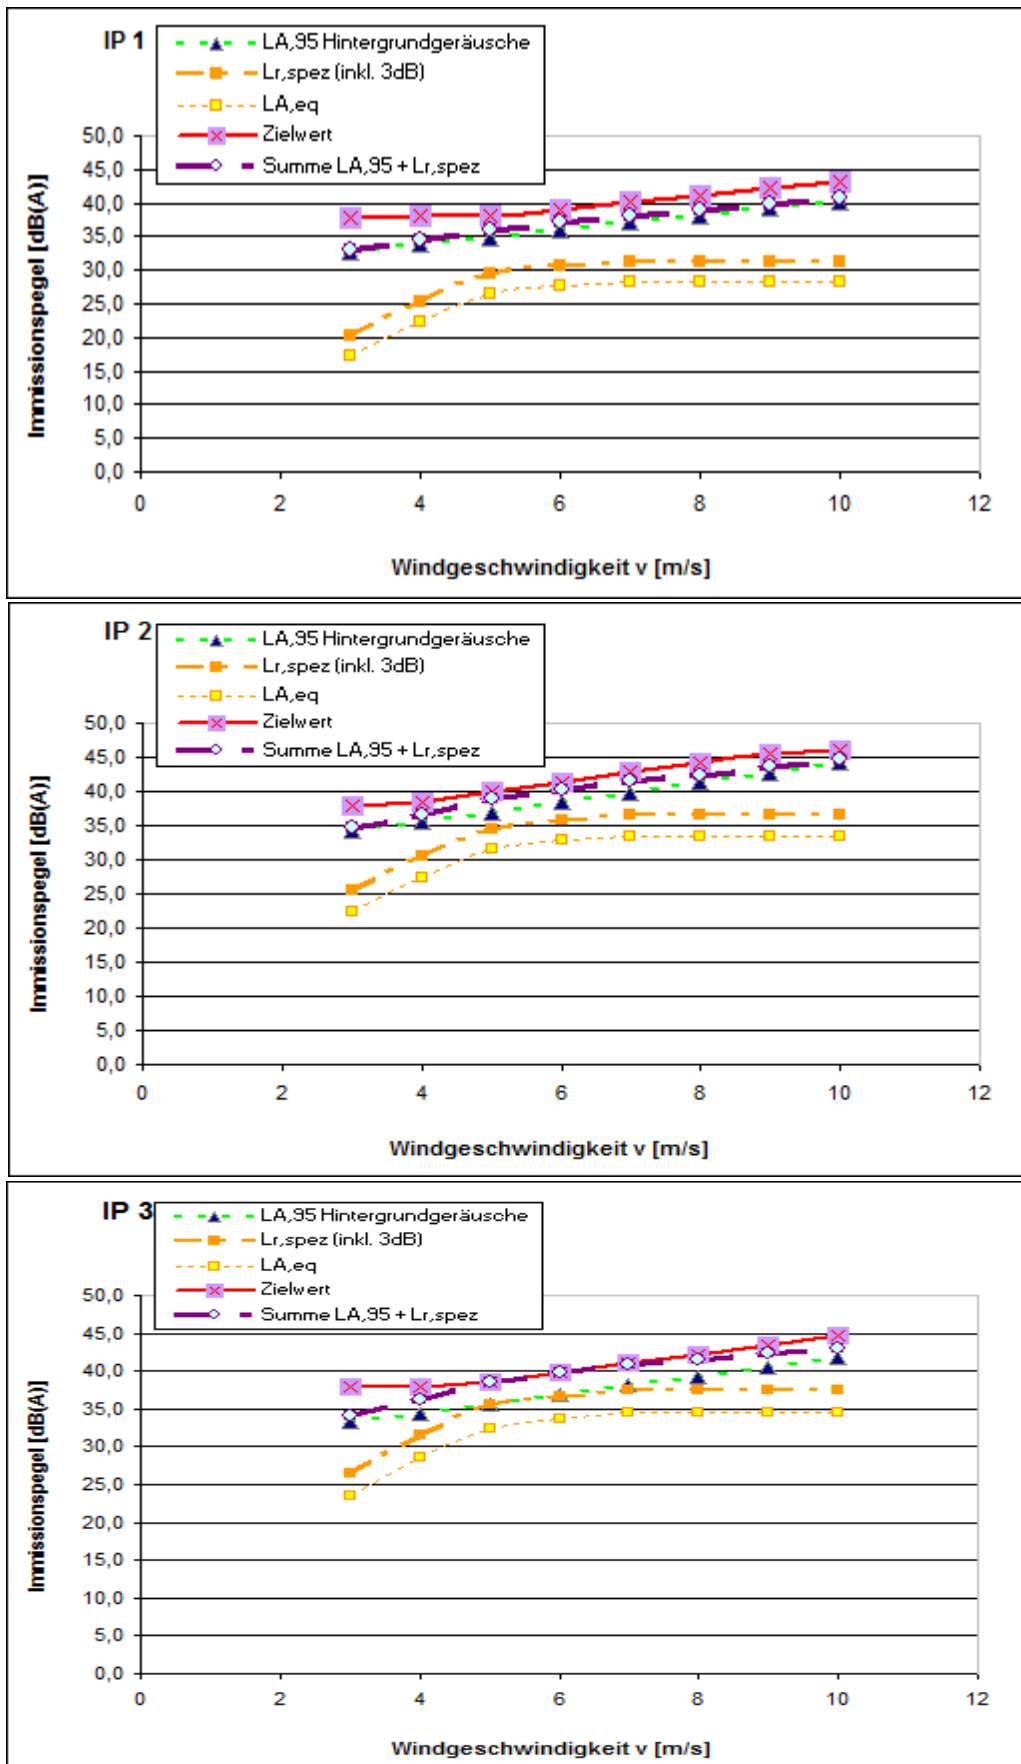 IP 1
LA,95 Hintergrundgeräusche
Lr,spez (inkl. 3dB)
LA,eq
Zielwert
Summe LA,95 + Lr,spez
Immissionspegel [dB(A)]
50,0
45,0
40,0
35,0
30,0
25,0
20,0
15,0
10,0
5,0
0,0
0 2 4 6 8 10 12
Windgeschwindigkeit v [m/s]
IP 2
LA,95 Hintergrundgeräusche
Lr,spez (inkl. 3dB)
LA,eq
Zielwert
Summe LA,95 + Lr,spez
Immissionspegel [dB(A)]
50,0
45,0
40,0
35,0
30,0
25,0
20,0
15,0
10,0
5,0
0,0
0 2 4 6 8 10 12
Windgeschwindigkeit v [m/s]
IP 3
LA,95 Hintergrundgeräusche
Lr,spez (inkl. 3dB)
LA,eq
Zielwert
Summe LA,95 + Lr,spez
Immissionspegel [dB(A)]
50,0
45,0
40,0
35,0
30,0
25,0
20,0
15,0
10,0
5,0
0,0
0 2 4 6 8 10 12
Windgeschwindigkeit v [m/s]